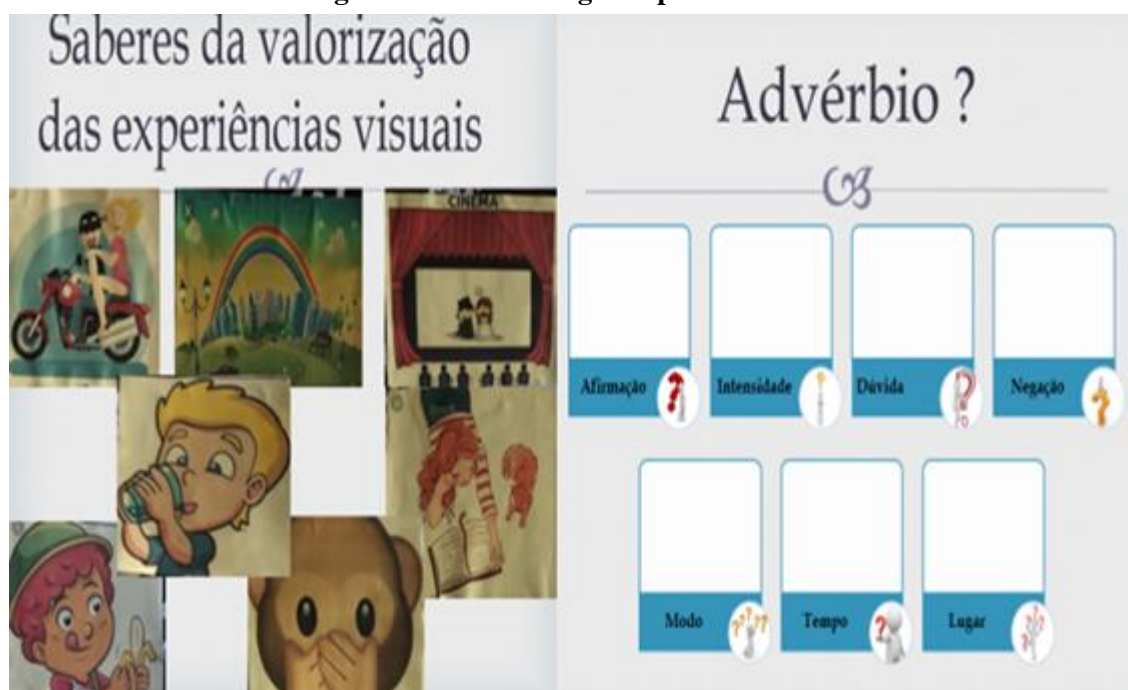 Saberes da valorização
das experiências visuais
CINEMA
Advérbio ?
Afirmação
Intensidade
Dúvida
Negação
Modo
Tempo
Lugar